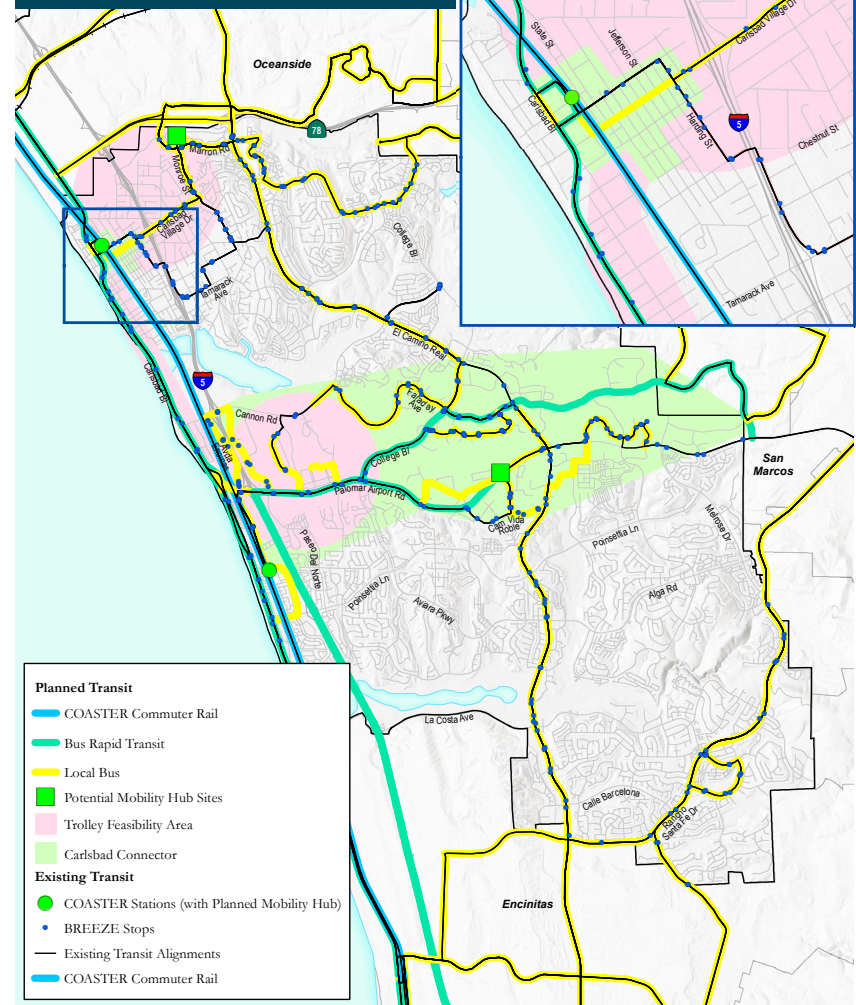 Oceanside
78
Marron Rd
Monroe St
Carlsbad
Village Dr
College Bl
Tamarack
Ave
El Camino Real
Carlsbad Bl
5
Cannon Rd
Faraday
Ave
College Bl
Palomar Airport Rd
Cam Vida
Roble
San
Marcos
Melrose Dr
Poinsettia Ln
Paseo Del Norte
Poinsettia Ln
Aviara Pkwy
Alga Rd
La Costa Ave
Calle Barcelona
Rancho
Santa Fe Dr
Encinitas
State St
Jefferson St
Carlsbad Village Dr
Carlsbad Bl
Harding St
5
Chestnut St
Tamarack Ave
Planned Transit
COASTER Commuter Rail
Bus Rapid Transit
Local Bus
Potential Mobility Hub Sites
Trolley Feasibility Area
Carlsbad Connector
Existing Transit
COASTER Stations (with Planned Mobility Hub)
BREEZE Stops
Existing Transit Alignments
COASTER Commuter Rail